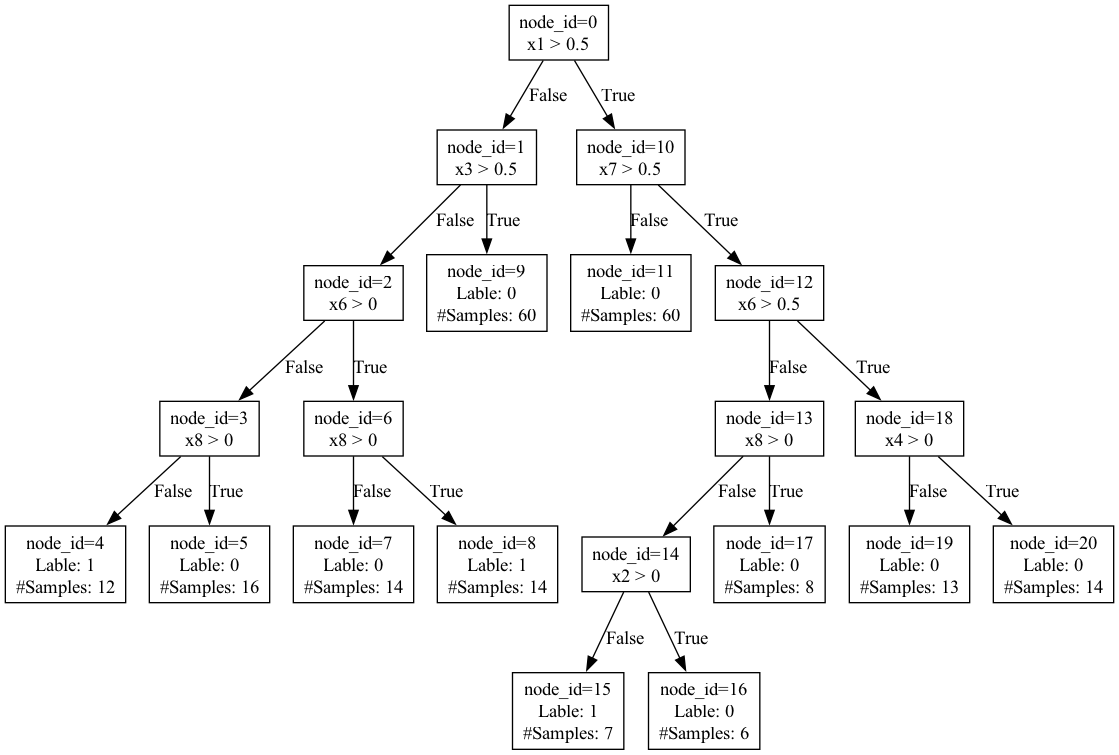 node_id=0
x1 > 0.5
False
True
node_id=1
x3 > 0.5
node_id=10
x7 > 0.5
False
True
False
True
node_id=2
x6 > 0
node_id=9
Lable: 0
#Samples: 60
node_id=11
Lable: 0
#Samples: 60
node_id=12
x6 > 0.5
False
True
False
True
node_id=3
x8 > 0
node_id=6
x8 > 0
node_id=13
x8 > 0
node_id=18
x4 > 0
False
True
False
True
False
True
False
True
node_id=4
Lable: 1
#Samples: 12
node_id=5
Lable: 0
#Samples: 16
node_id=7
Lable: 0
#Samples: 14
node_id=8
Lable: 1
#Samples: 14
node_id=14
x2 > 0
node_id=17
Lable: 0
#Samples: 8
node_id=19
Lable: 0
#Samples: 13
node_id=20
Lable: 0
#Samples: 14
False
True
node_id=15
Lable: 1
#Samples: 7
node_id=16
Lable: 0
#Samples: 6